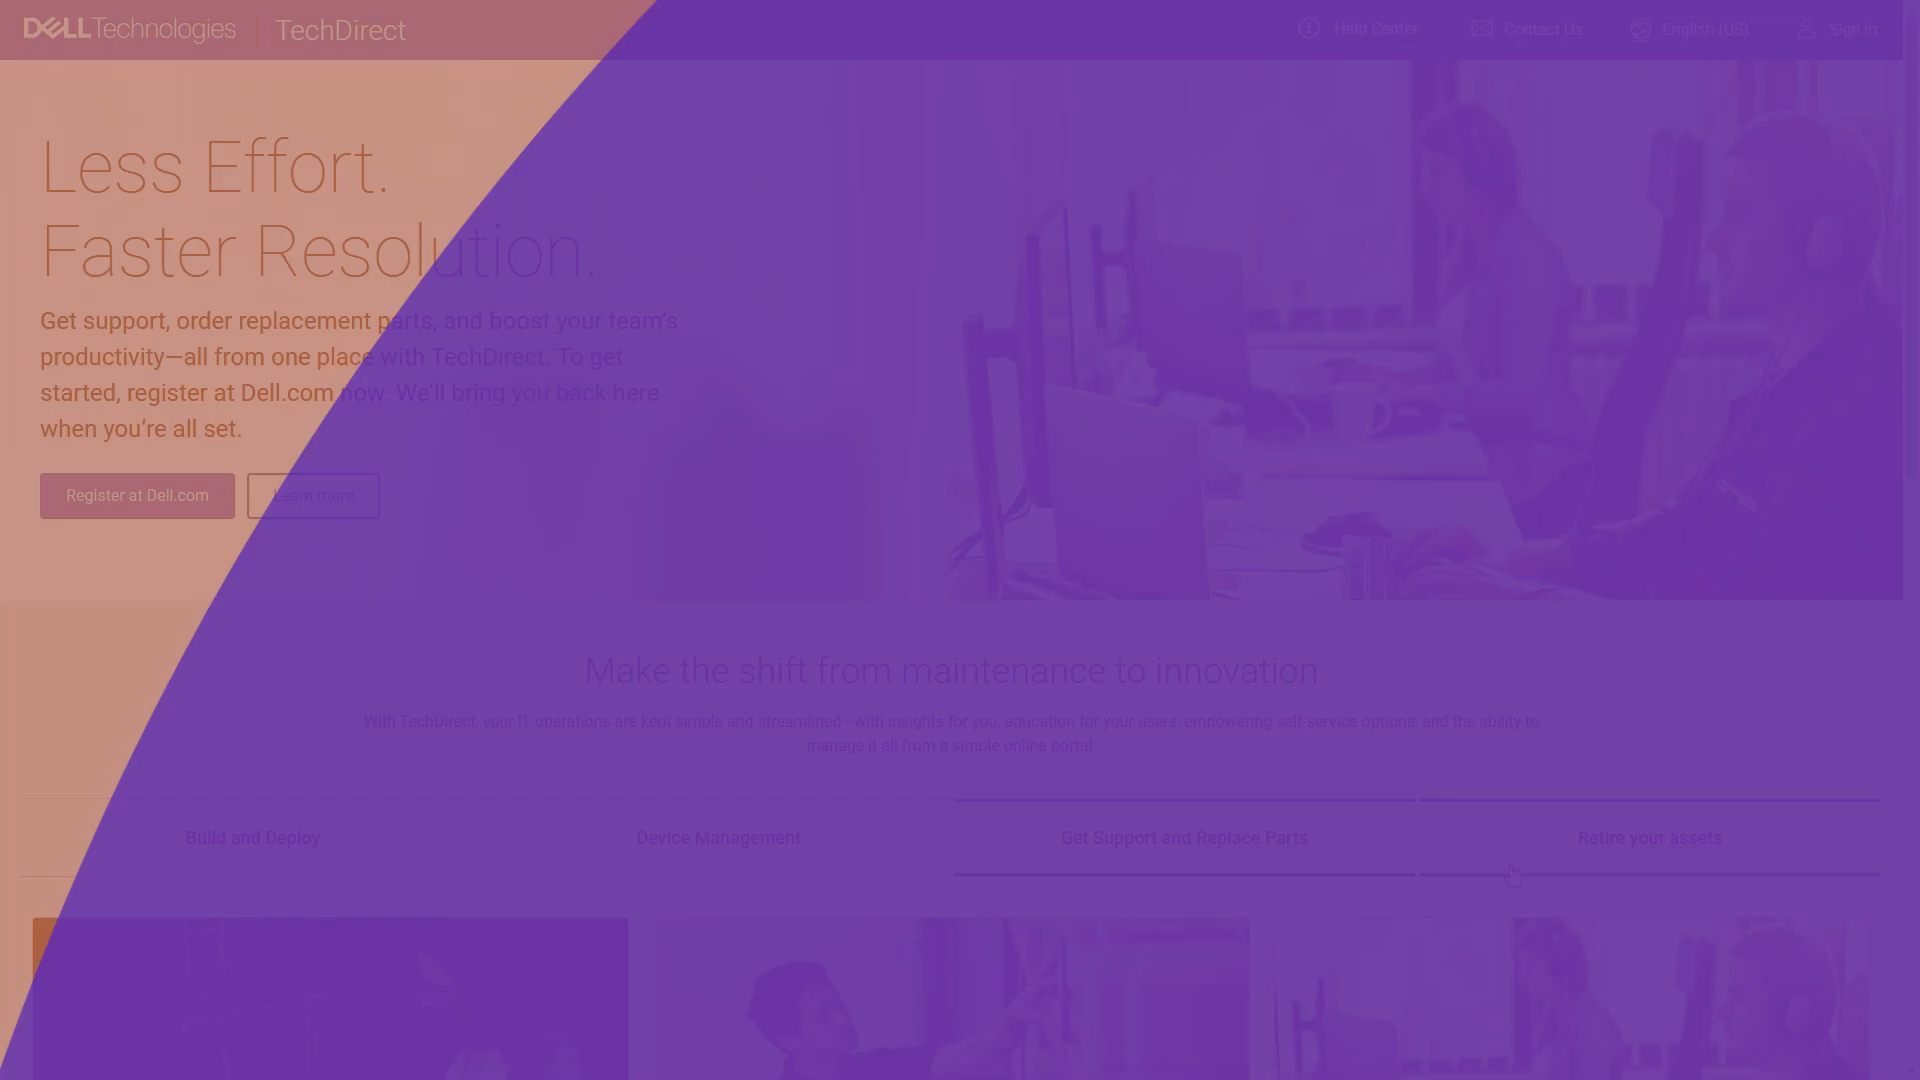 DELL Technologies TechDirect
Help Center Contact Us English (US) Sign in
Less Effort.
Faster Resolution.
Get support, order replacement parts, and boost your team’s
productivity—all from one place with TechDirect. To get
started, register at Dell.com now. We'll bring you back here
when you’re all set.
Register at Dell.com Learn more
Make the shift from maintenance to innovation
With TechDirect, your IT operations are kept simple and streamlined—with insights for you, education for your users, empowering self-service options, and the ability to
manage it all from a simple online portal.
Build and Deploy Device Management Get Support and Replace Parts Retire your assets